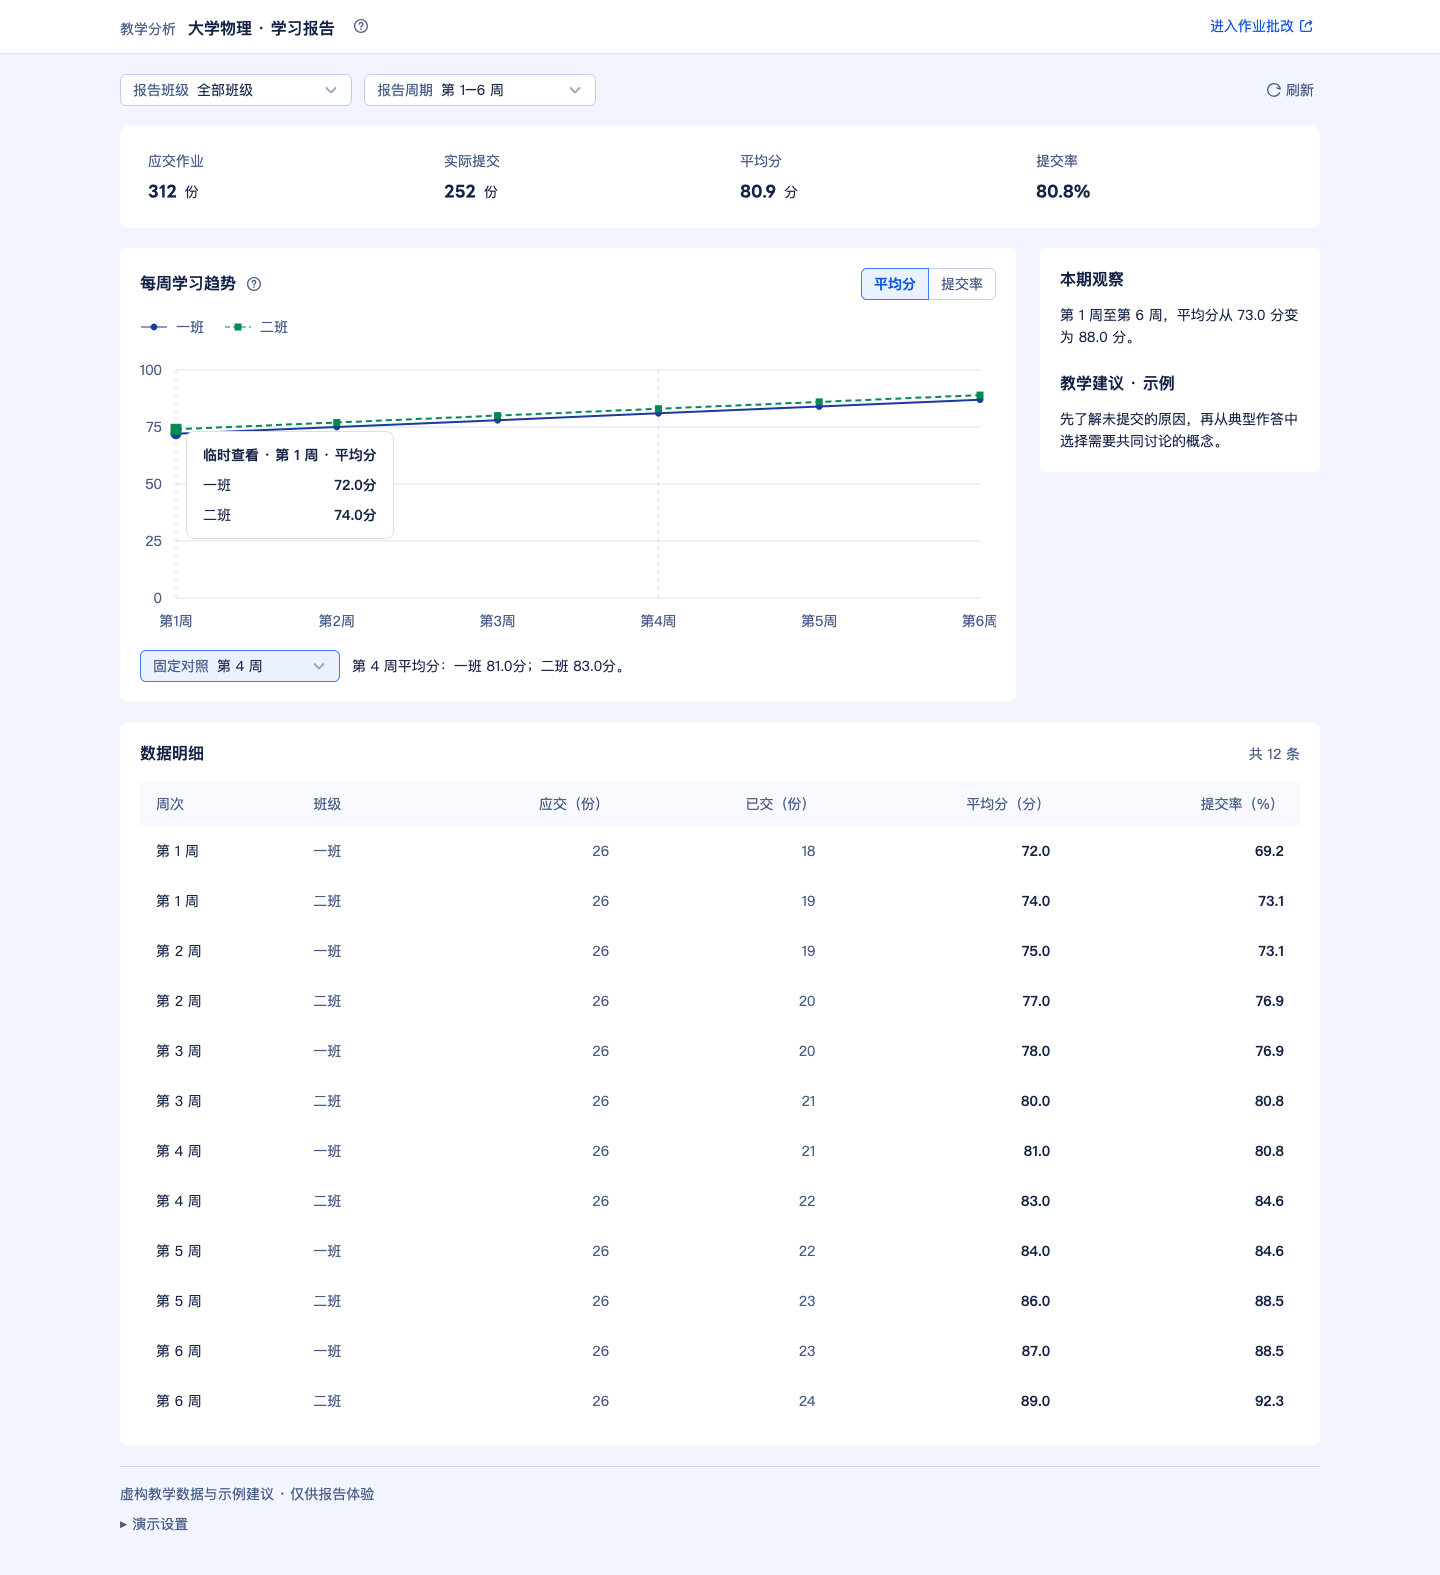 教学分析 大学物理 · 学习报告
进入作业批改
报告班级 全部班级
报告周期 第 1–6 周
刷新
应交作业 实际提交 平均分 提交率
312 份 252 份 80.9 分 80.8%
每周学习趋势
平均分 提交率
一班 二班
100
75
50
25
0
临时查看 · 第 1 周 · 平均分
一班 72.0分
二班 74.0分
第1周 第2周 第3周 第4周 第5周 第6周
固定对照 第 4 周
第 4 周平均分：一班 81.0分；二班 83.0分。
本期观察
第 1 周至第 6 周，平均分从 73.0 分变
为 88.0 分。
教学建议 · 示例
先了解未提交的原因，再从典型作答中
选择需要共同讨论的概念。
数据明细
共 12 条
周次 班级 应交（份） 已交（份） 平均分（分） 提交率（%）
第 1 周 一班 26 18 72.0 69.2
第 1 周 二班 26 19 74.0 73.1
第 2 周 一班 26 19 75.0 73.1
第 2 周 二班 26 20 77.0 76.9
第 3 周 一班 26 20 78.0 76.9
第 3 周 二班 26 21 80.0 80.8
第 4 周 一班 26 21 81.0 80.8
第 4 周 二班 26 22 83.0 84.6
第 5 周 一班 26 22 84.0 84.6
第 5 周 二班 26 23 86.0 88.5
第 6 周 一班 26 23 87.0 88.5
第 6 周 二班 26 24 89.0 92.3
虚构教学数据与示例建议 · 仅供报告体验
▸ 演示设置